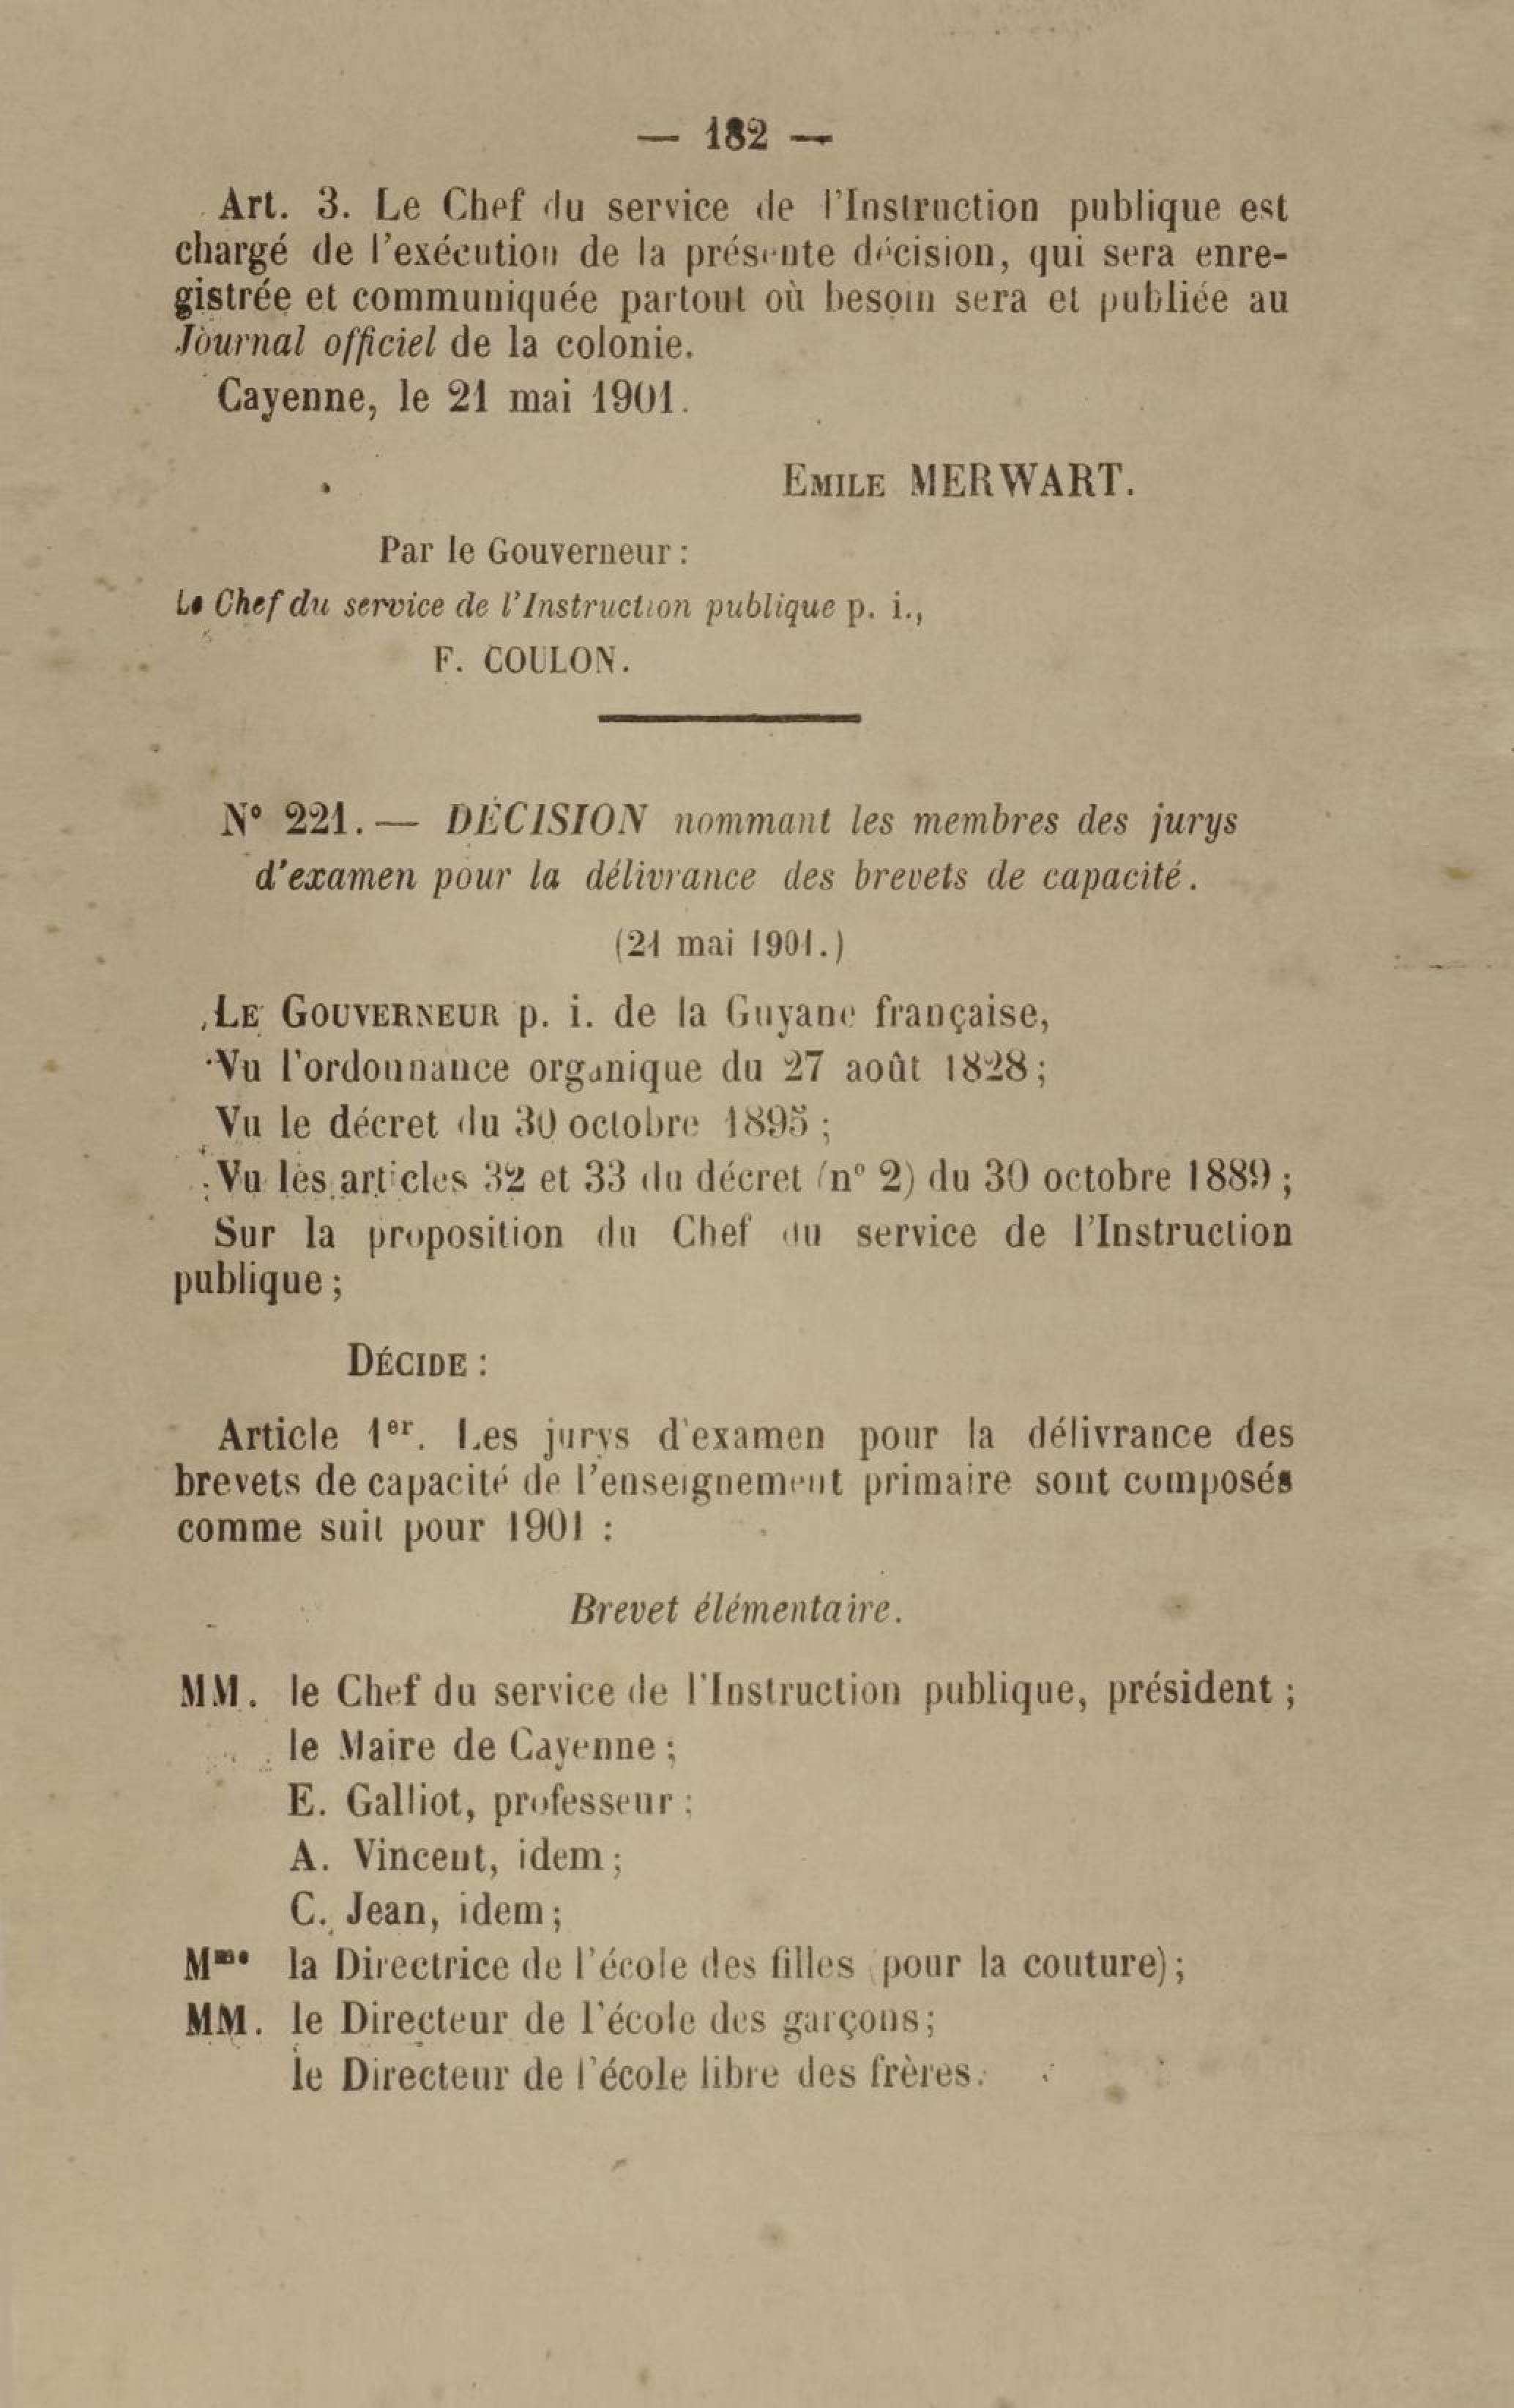 — 182 —
Art. 3. Le Chef du service de l'Instruction publique est
chargé de l'exécution de la présente décision, qui sera enre-
gistrée et communiquée partout où besoin sera et publiée au
Journal officiel de la colonie.
Cayenne, le 21 mai 1901.
EMILE MERWART.
Par le Gouverneur :
Le Chef du service de l'Instruction publique p. i.,
F. COULON.
N° 221. — DÉCISION nommant les membres des jurys
d'examen pour la délivrance des brevets de capacité.
(21 mai 1901.)
LE GOUVERNEUR p. i. de la Guyane française,
Vu l'ordonnance organique du 27 août 1828 ;
Vu le décret du 30 octobre 1895 ;
Vu les articles 32 et 33 du décret (n° 2) du 30 octobre 1889 ;
Sur la proposition du Chef du service de l'Instruction
publique ;
DÉCIDE :
Article 1er. Les jurys d'examen pour la délivrance des
brevets de capacité de l'enseignement primaire sont composés
comme suit pour 1901 :
Brevet élémentaire.
MM. le Chef du service de l'Instruction publique, président ;
le Maire de Cayenne ;
E. Galliot, professeur ;
A. Vincent, idem ;
C. Jean, idem ;
Mme la Directrice de l'école des filles (pour la couture) ;
MM. le Directeur de l'école des garçons ;
le Directeur de l'école libre des frères.